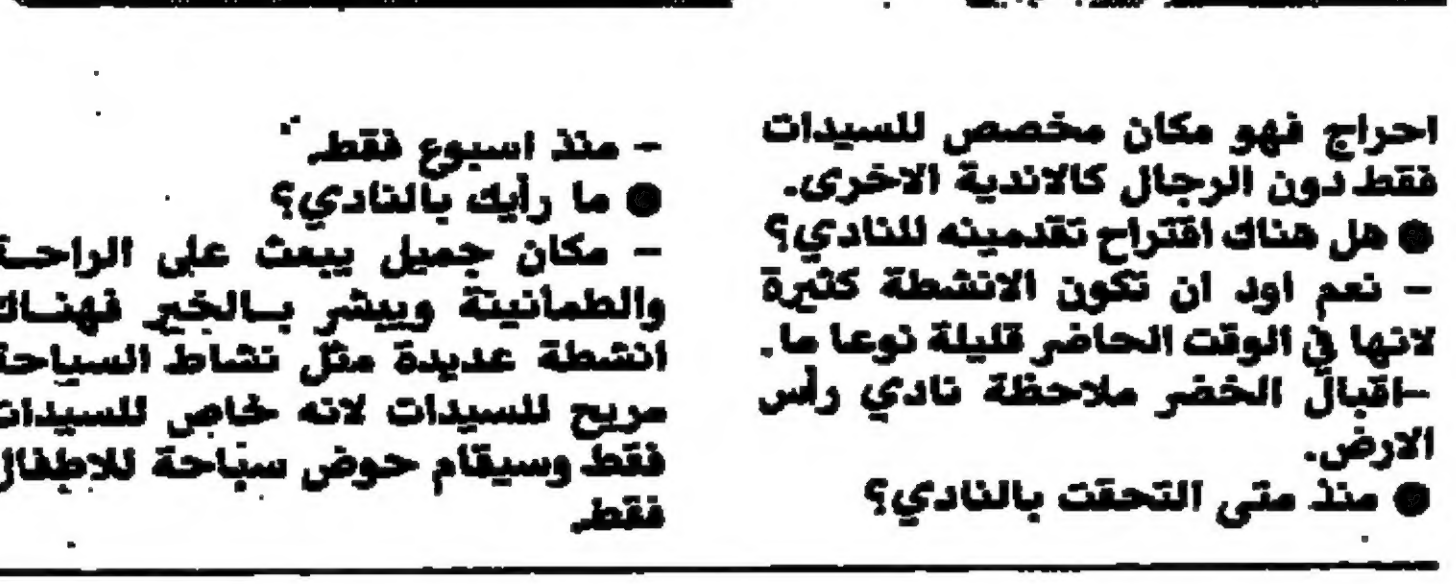 احراج فهو مكان مخصص للسيدات
فقط دون الرجال كالاندية الاخرى.
● هل هناك اقتراح تقدمينه للنادي؟
– نعم اود ان تكون الانشطة كثيرة
لانها في الوقت الحاضر قليلة نوعا ما.
–اقبال الخضر ملاحظة نادي رأس
الارض.
● منذ متى التحقت بالنادي؟
– منذ اسبوع فقط.
● ما رأيك بالنادي؟
– مكان جميل يبعث على الراحة
والطمأنينة ويبشر بالخير فهناك
انشطة عديدة مثل نشاط السباحة
مريح للسيدات لانه خاص للسيدات
فقط وسيقام حوض سباحة للاطفال
فقط.